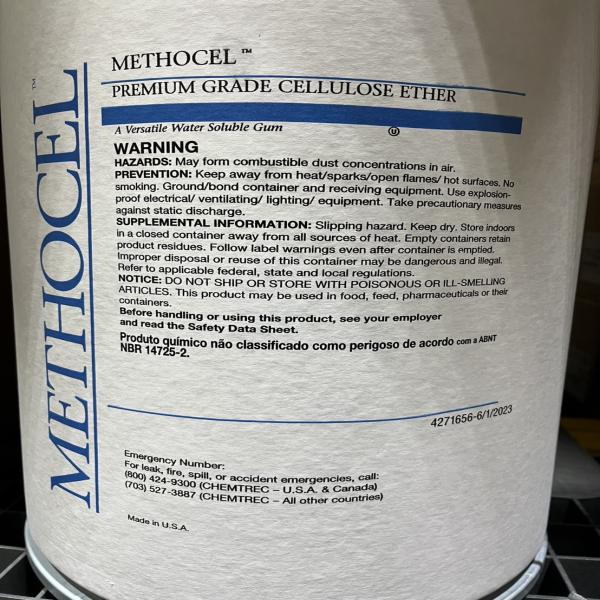 METHOCEL™
METHOCEL™
PREMIUM GRADE CELLULOSE ETHER
A Versatile Water Soluble Gum
U
WARNING
HAZARDS: May form combustible dust concentrations in air.
PREVENTION: Keep away from heat/sparks/open flames/ hot surfaces. No
smoking. Ground/bond container and receiving equipment. Use explosion-
proof electrical/ ventilating/ lighting/ equipment. Take precautionary measures
against static discharge.
SUPPLEMENTAL INFORMATION: Slipping hazard. Keep dry. Store indoors
in a closed container away from all sources of heat. Empty containers retain
product residues. Follow label warnings even after container is emptied.
Improper disposal or reuse of this container may be dangerous and illegal.
Refer to applicable federal, state and local regulations.
NOTICE: DO NOT SHIP OR STORE WITH POISONOUS OR ILL-SMELLING
ARTICLES. This product may be used in food, feed, pharmaceuticals or their
containers.
Before handling or using this product, see your employer
and read the Safety Data Sheet.
Produto químico não classificado como perigoso de acordo com a ABNT
NBR 14725-2.
4271656-6/1/2023
Emergency Number:
For leak, fire, spill, or accident emergencies, call:
(800) 424-9300 (CHEMTREC – U.S.A. & Canada)
(703) 527-3887 (CHEMTREC – All other countries)
Made in U.S.A.